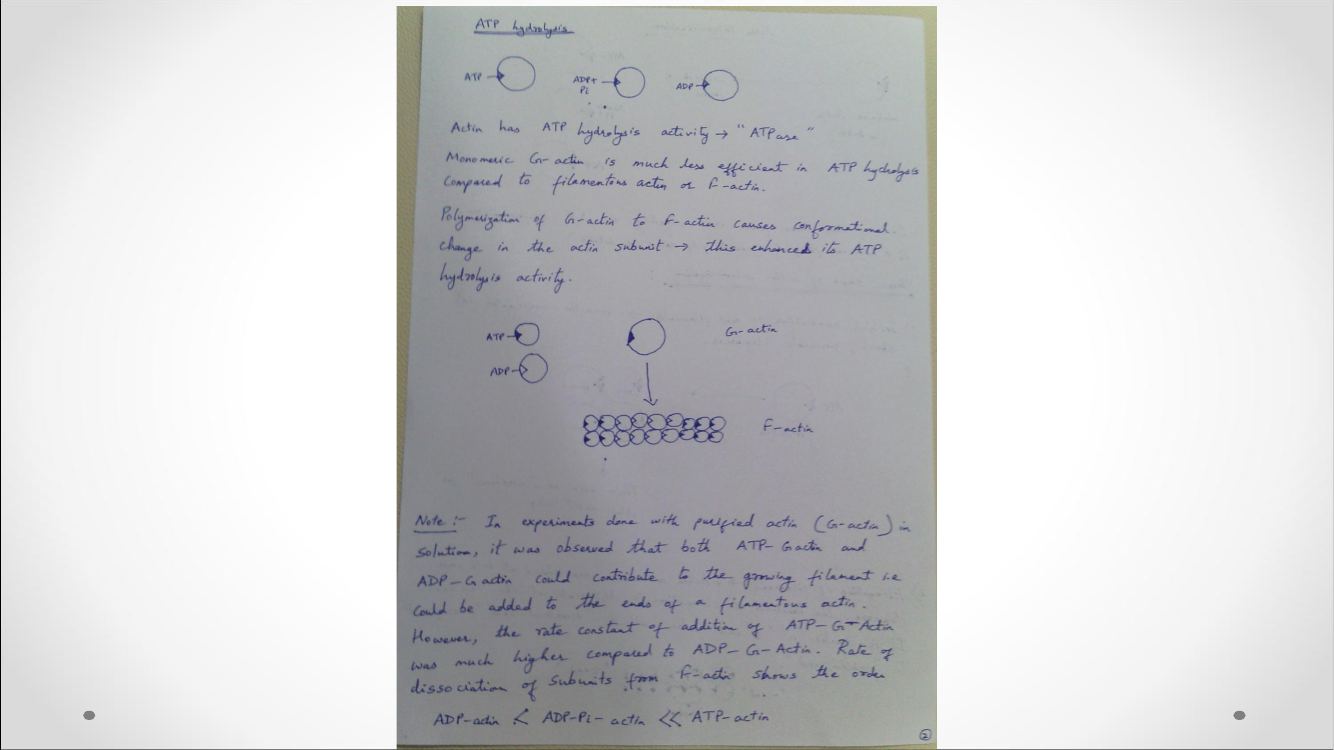 ATP hydrolysis
ATP
ADP+
Pi
ADP
Actin has ATP hydrolysis activity → "ATPase"
Monomeric G-actin is much less efficient in ATP hydrolysis
compared to filamentous actin or F-actin.
Polymerization of G-actin to F-actin causes conformational
change in the actin subunit → this enhanced its ATP
hydrolysis activity.
ATP
G-actin
ADP
F-actin
Note :- In experiments done with purified actin (G-actin) in
solution, it was observed that both ATP-Gactin and
ADP-Gactin could contribute to the growing filament i.e
could be added to the ends of a filamentous actin.
However, the rate constant of addition of ATP-G-Actin
was much higher compared to ADP-G-Actin. Rate of
dissociation of subunits from F-actin shows the order
ADP-actin < ADP-Pi-actin << ATP-actin
2